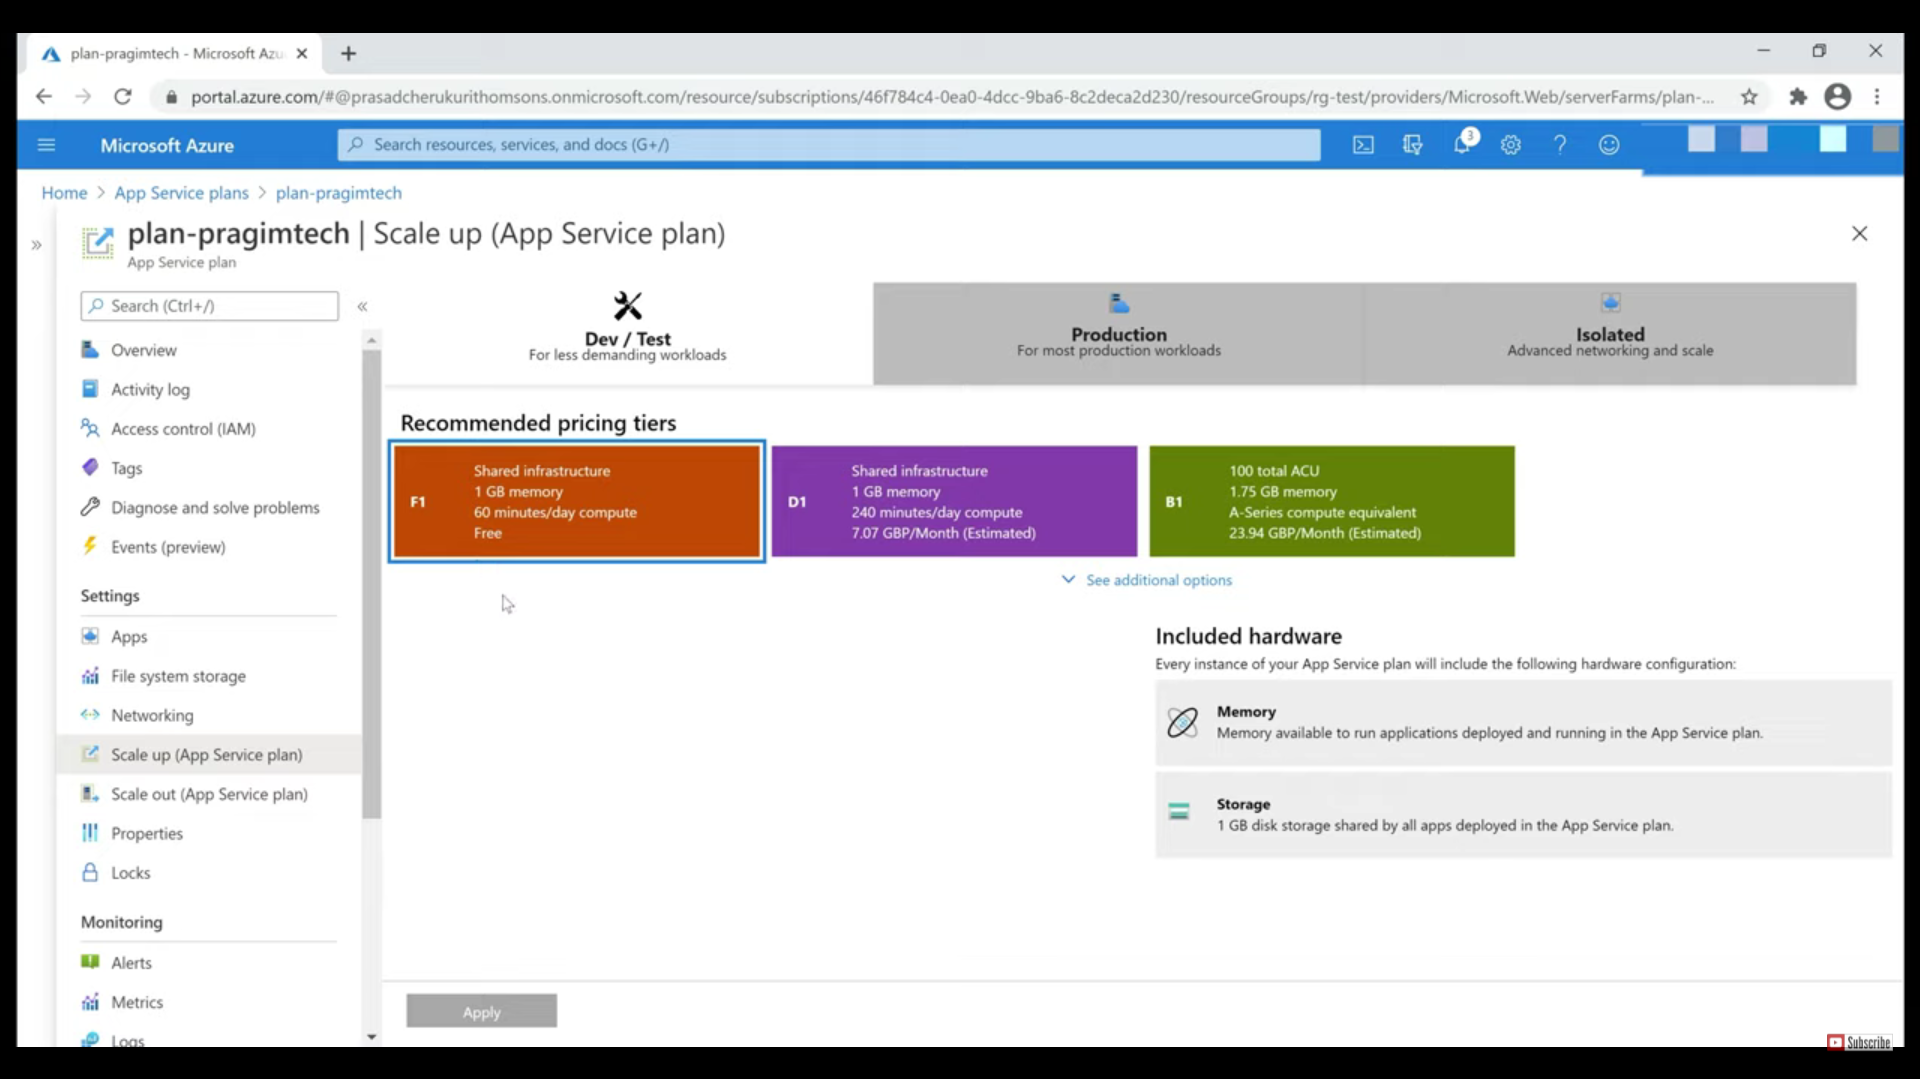 plan-pragimtech - Microsoft Azu
portal.azure.com/#@prasadcherukurithomsons.onmicrosoft.com/resource/subscriptions/46f784c4-0ea0-4dcc-9ba6-8c2deca2d230/resourceGroups/rg-test/providers/Microsoft.Web/serverFarms/plan-...
Microsoft Azure
Search resources, services, and docs (G+/)
3
Home > App Service plans > plan-pragimtech
plan-pragimtech | Scale up (App Service plan)
App Service plan
Search (Ctrl+/)
Overview
Activity log
Access control (IAM)
Tags
Diagnose and solve problems
Events (preview)
Settings
Apps
File system storage
Networking
Scale up (App Service plan)
Scale out (App Service plan)
Properties
Locks
Monitoring
Alerts
Metrics
Logs
Dev / Test
For less demanding workloads
Production
For most production workloads
Isolated
Advanced networking and scale
Recommended pricing tiers
F1
Shared infrastructure
1 GB memory
60 minutes/day compute
Free
D1
Shared infrastructure
1 GB memory
240 minutes/day compute
7.07 GBP/Month (Estimated)
B1
100 total ACU
1.75 GB memory
A-Series compute equivalent
23.94 GBP/Month (Estimated)
See additional options
Included hardware
Every instance of your App Service plan will include the following hardware configuration:
Memory
Memory available to run applications deployed and running in the App Service plan.
Storage
1 GB disk storage shared by all apps deployed in the App Service plan.
Apply
Subscribe